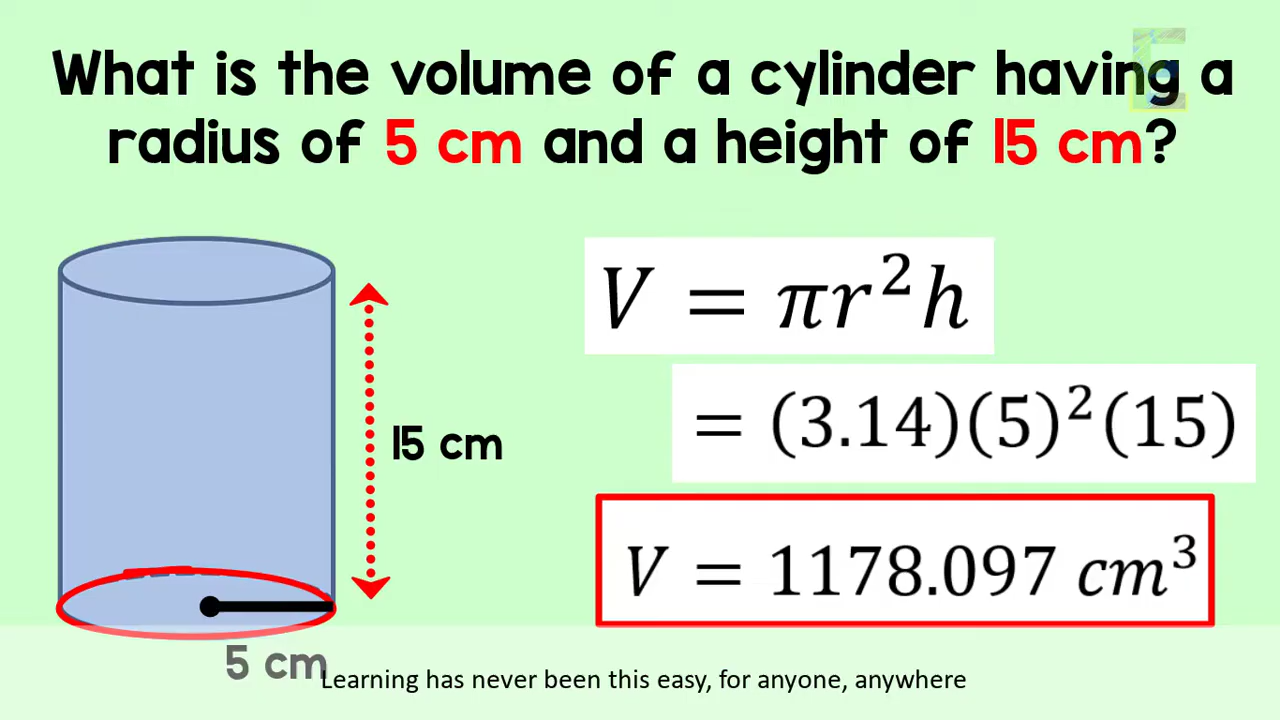 What is the volume of a cylinder having a
radius of 5 cm and a height of 15 cm?
V = πr²h
= (3.14)(5)²(15)
15 cm
V = 1178.097 cm³
5 cm
Learning has never been this easy, for anyone, anywhere